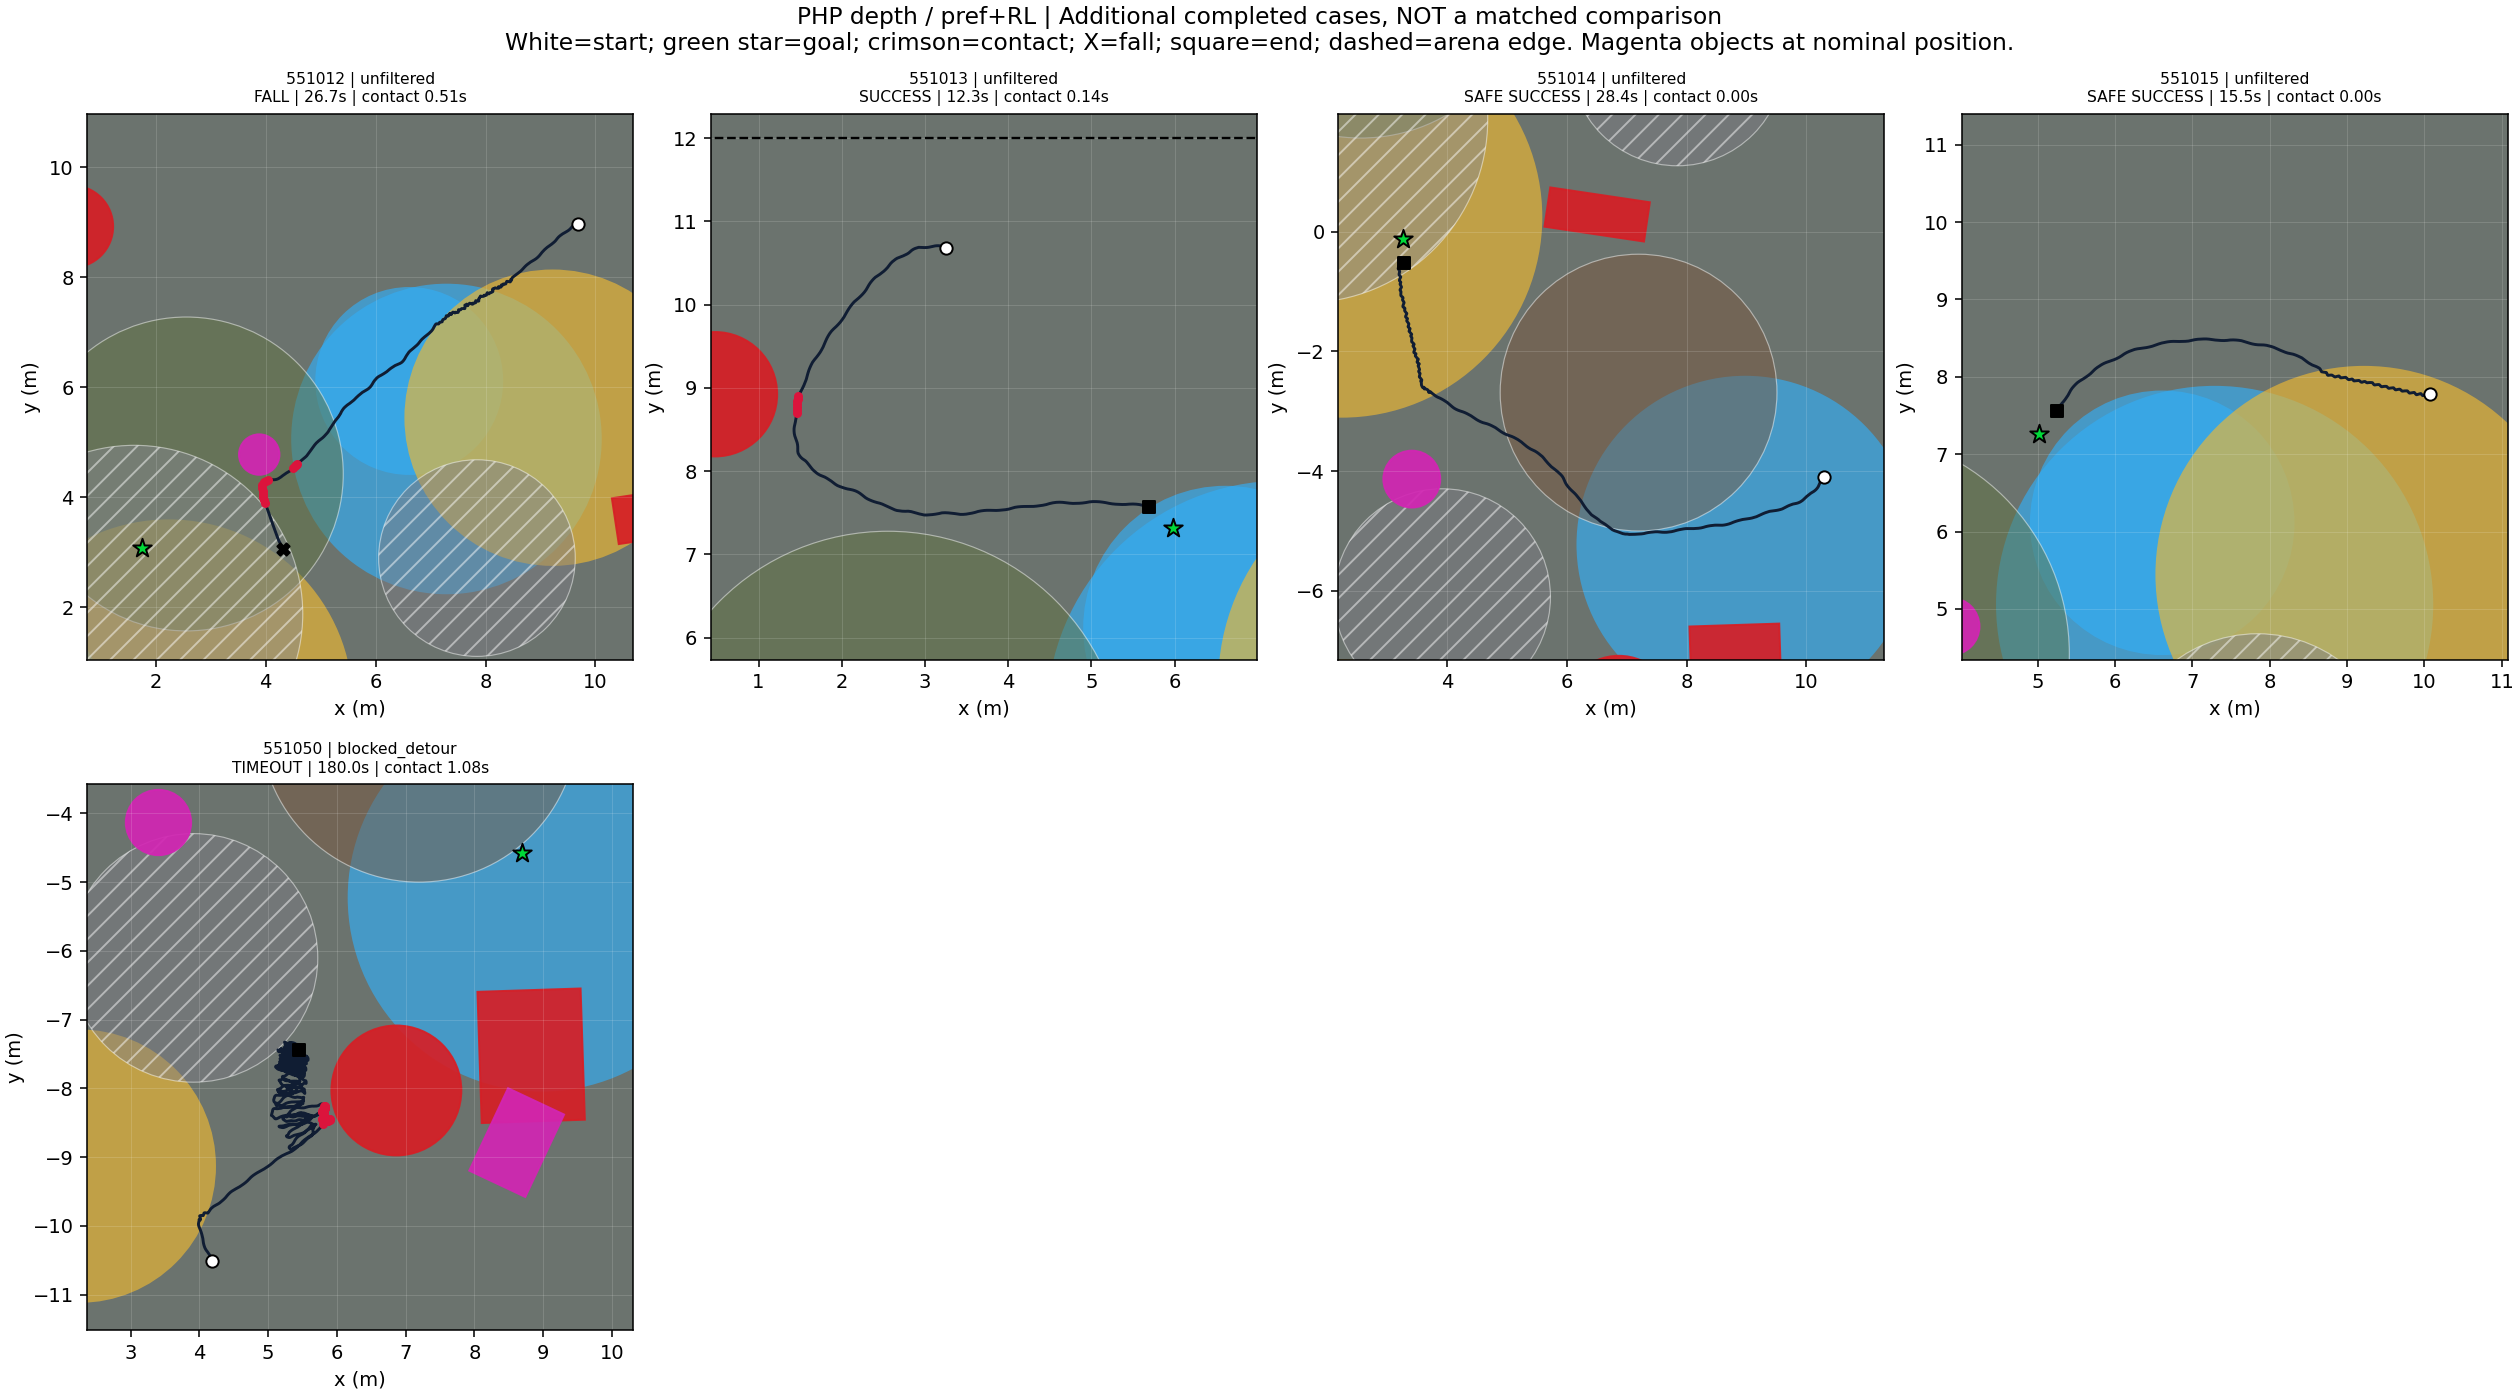 PHP depth / pref+RL | Additional completed cases, NOT a matched comparison
White=start; green star=goal; crimson=contact; X=fall; square=end; dashed=arena edge. Magenta objects at nominal position.
551012 | unfiltered
FALL | 26.7s | contact 0.51s
y (m)
10
8
6
4
2
2
4
6
8
10
x (m)
551013 | unfiltered
SUCCESS | 12.3s | contact 0.14s
y (m)
12
11
10
9
8
7
6
1
2
3
4
5
6
x (m)
551014 | unfiltered
SAFE SUCCESS | 28.4s | contact 0.00s
y (m)
0
−2
−4
−6
4
6
8
10
x (m)
551015 | unfiltered
SAFE SUCCESS | 15.5s | contact 0.00s
y (m)
11
10
9
8
7
6
5
5
6
7
8
9
10
11
x (m)
551050 | blocked_detour
TIMEOUT | 180.0s | contact 1.08s
y (m)
−4
−5
−6
−7
−8
−9
−10
−11
3
4
5
6
7
8
9
10
x (m)